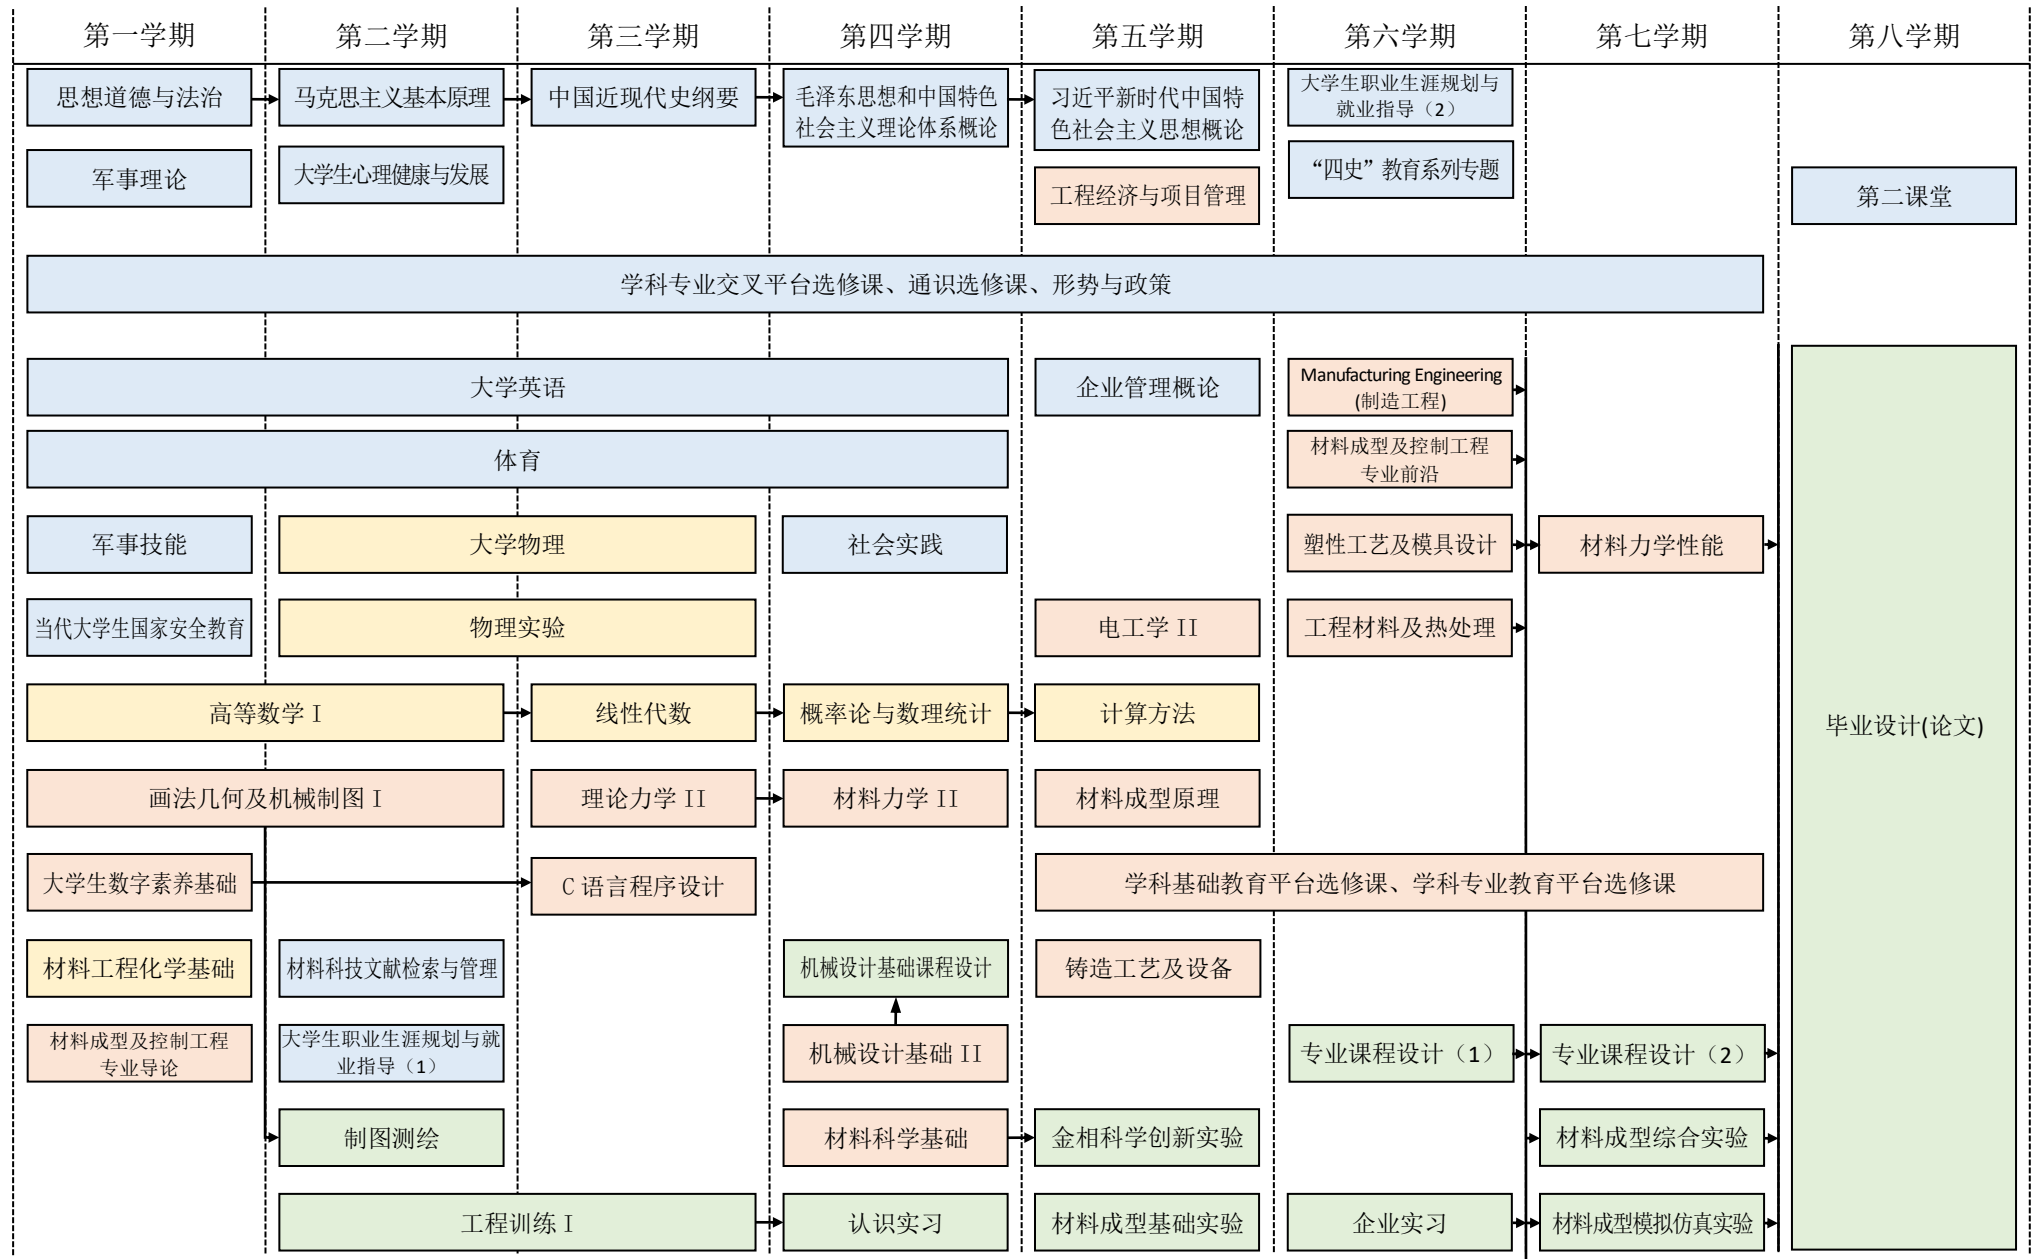 第一学期
第二学期
第三学期
第四学期
第五学期
第六学期
第七学期
第八学期
思想道德与法治
马克思主义基本原理
中国近现代史纲要
毛泽东思想和中国特色
社会主义理论体系概论
习近平新时代中国特
色社会主义思想概论
大学生职业生涯规划与
就业指导（2）
军事理论
大学生心理健康与发展
工程经济与项目管理
“四史”教育系列专题
第二课堂
学科专业交叉平台选修课、通识选修课、形势与政策
大学英语
企业管理概论
Manufacturing Engineering
(制造工程)
体育
材料成型及控制工程
专业前沿
军事技能
大学物理
社会实践
塑性工艺及模具设计
材料力学性能
当代大学生国家安全教育
物理实验
电工学 II
工程材料及热处理
高等数学 I
线性代数
概率论与数理统计
计算方法
毕业设计(论文)
画法几何及机械制图 I
理论力学 II
材料力学 II
材料成型原理
大学生数字素养基础
C 语言程序设计
学科基础教育平台选修课、学科专业教育平台选修课
材料工程化学基础
材料科技文献检索与管理
机械设计基础课程设计
铸造工艺及设备
材料成型及控制工程
专业导论
大学生职业生涯规划与就
业指导（1）
机械设计基础 II
专业课程设计（1）
专业课程设计（2）
制图测绘
材料科学基础
金相科学创新实验
材料成型综合实验
工程训练 I
认识实习
材料成型基础实验
企业实习
材料成型模拟仿真实验